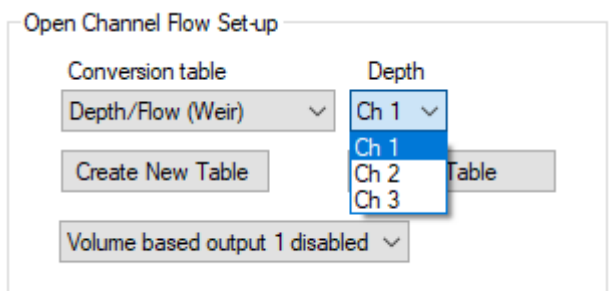 Open Channel Flow Set-up
Conversion table Depth
Depth/Flow (Weir) Ch 1
Ch 1
Create New Table Table
Ch 2
Ch 3
Volume based output 1 disabled